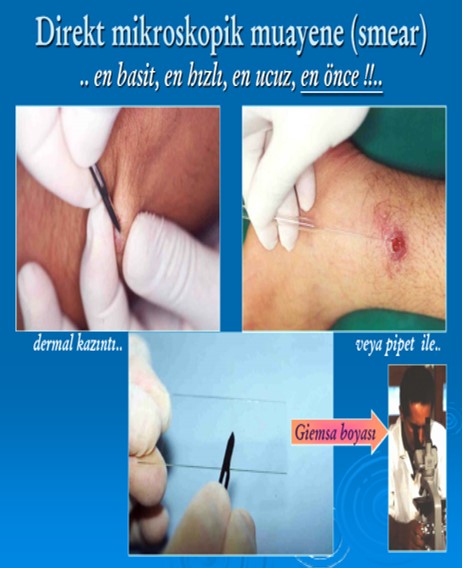 Direkt mikroskopik muayene (smear)
.. en basit, en hızlı, en ucuz, en önce !!..
dermal kazıntı..
veya pipet ile..
Giemsa boyası